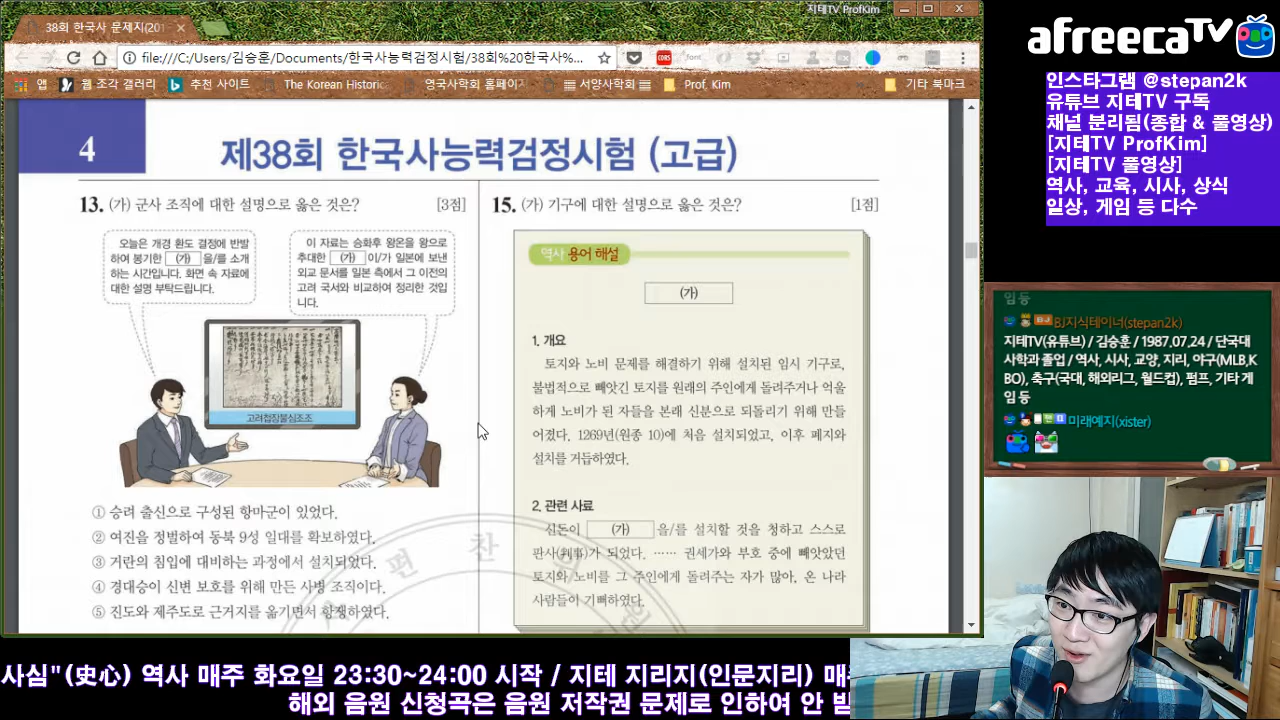 지테TV ProfKim
38회 한국사 문제지(201
file:///C:/Users/김승훈/Documents/한국사능력검정시험/38회%20한국사%...
앱 웹 조각 갤러리 추천 사이트 The Korean Historic 영국사학회 홈페이지 서양사학회 Prof. Kim 기타 북마크
4
제38회 한국사능력검정시험 (고급)
13. (가) 군사 조직에 대한 설명으로 옳은 것은? [3점]
오늘은 개경 환도 결정에 반발
하여 봉기한 (가) 을/를 소개
하는 시간입니다. 화면 속 자료에
대한 설명 부탁드립니다.
이 자료는 승화후 왕온을 왕으로
추대한 (가) 이/가 일본에 보낸
외교 문서를 일본 측에서 그 이전의
고려 국서와 비교하여 정리한 것입
니다.
고려첩장불심조조
① 승려 출신으로 구성된 항마군이 있었다.
② 여진을 정벌하여 동북 9성 일대를 확보하였다.
③ 거란의 침입에 대비하는 과정에서 설치되었다.
④ 경대승이 신변 보호를 위해 만든 사병 조직이다.
⑤ 진도와 제주도로 근거지를 옮기면서 항쟁하였다.
15. (가) 기구에 대한 설명으로 옳은 것은? [1점]
역사 용어 해설
(가)
1. 개요
토지와 노비 문제를 해결하기 위해 설치된 임시 기구로,
불법적으로 빼앗긴 토지를 원래의 주인에게 돌려주거나 억울
하게 노비가 된 자들을 본래 신분으로 되돌리기 위해 만들
어졌다. 1269년(원종 10)에 처음 설치되었고, 이후 폐지와
설치를 거듭하였다.
2. 관련 사료
신돈이 (가) 을/를 설치할 것을 청하고 스스로
판사(判事)가 되었다. …… 권세가와 부호 중에 빼앗았던
토지와 노비를 그 주인에게 돌려주는 자가 많아, 온 나라
사람들이 기뻐하였다.
편 찬
afreecaTV
인스타그램 @stepan2k
유튜브 지테TV 구독
채널 분리됨(종합 & 풀영상)
[지테TV ProfKim]
[지테TV 풀영상]
역사, 교육, 시사, 상식
일상, 게임 등 다수
임 등
BJ지식테이너(stepan2k)
지테TV(유튜브) / 김승훈 / 1987.07.24 / 단국대
사학과 졸업 / 역사, 시사, 교양, 지리, 야구(MLB,K
BO), 축구(국대, 해외리그, 월드컵), 펌프, 기타 게
임 등
미래예지(xister)
사심"(史心) 역사 매주 화요일 23:30~24:00 시작 / 지테 지리지(인문지리) 매
해외 음원 신청곡은 음원 저작권 문제로 인하여 안 받